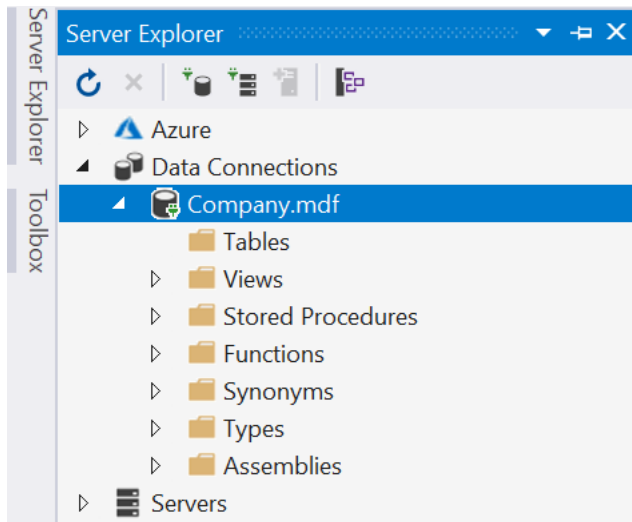 Server Explorer
Toolbox
Server Explorer
Azure
Data Connections
Company.mdf
Tables
Views
Stored Procedures
Functions
Synonyms
Types
Assemblies
Servers